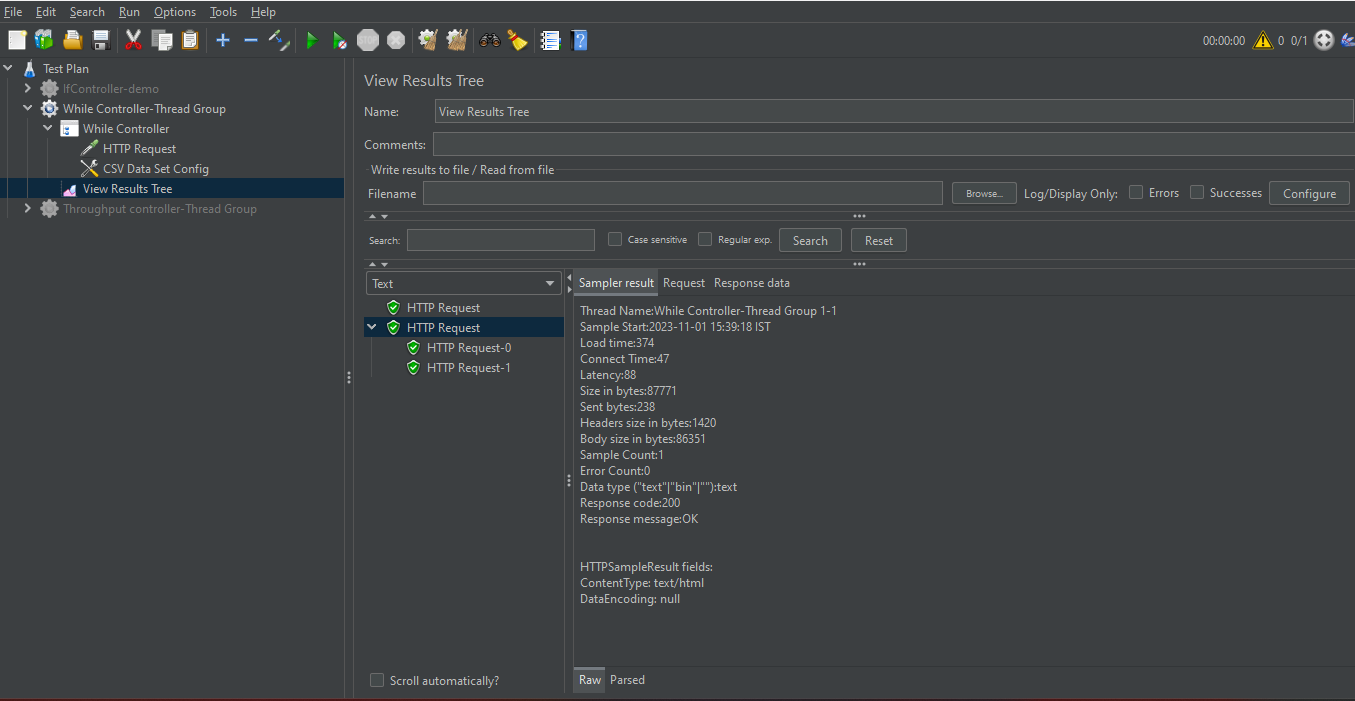 File Edit Search Run Options Tools Help
STOP
00:00:00 0 0/1
Test Plan
IfController-demo
While Controller-Thread Group
While Controller
HTTP Request
CSV Data Set Config
View Results Tree
Throughput controller-Thread Group
View Results Tree
Name: View Results Tree
Comments:
Write results to file / Read from file
Filename Browse... Log/Display Only: Errors Successes Configure
Search: Case sensitive Regular exp. Search Reset
Text
HTTP Request
HTTP Request
HTTP Request-0
HTTP Request-1
Scroll automatically?
Sampler result Request Response data
Thread Name:While Controller-Thread Group 1-1
Sample Start:2023-11-01 15:39:18 IST
Load time:374
Connect Time:47
Latency:88
Size in bytes:87771
Sent bytes:238
Headers size in bytes:1420
Body size in bytes:86351
Sample Count:1
Error Count:0
Data type ("text"|"bin"|""):text
Response code:200
Response message:OK
HTTPSampleResult fields:
ContentType: text/html
DataEncoding: null
Raw Parsed